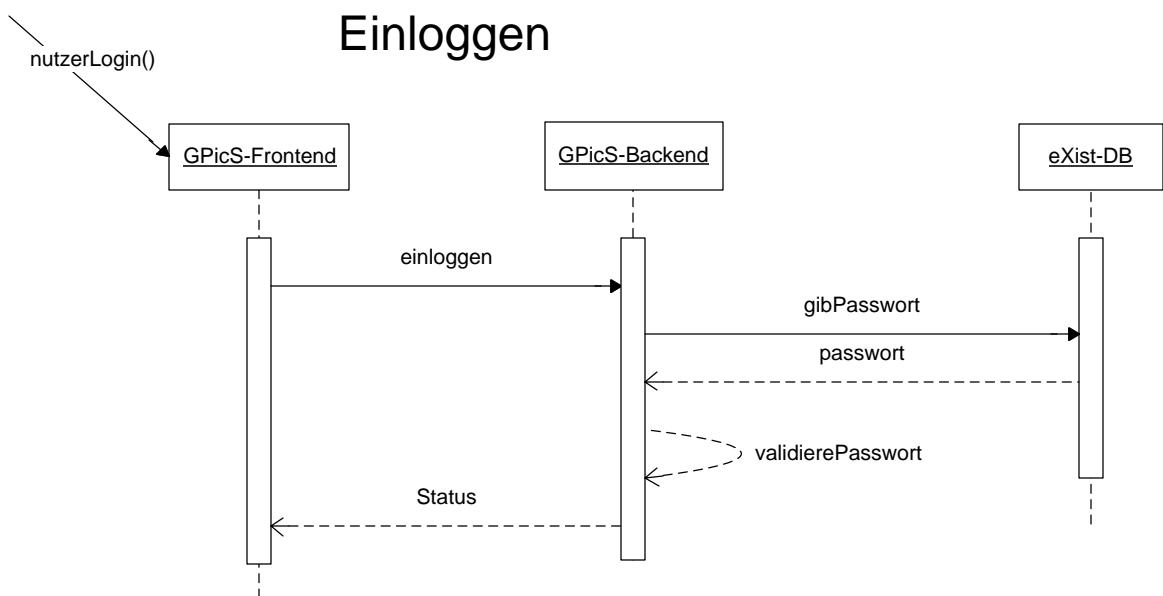 Einloggen
nutzerLogin()
GPicS-Frontend
GPicS-Backend
eXist-DB
einloggen
gibPasswort
passwort
validierePasswort
Status